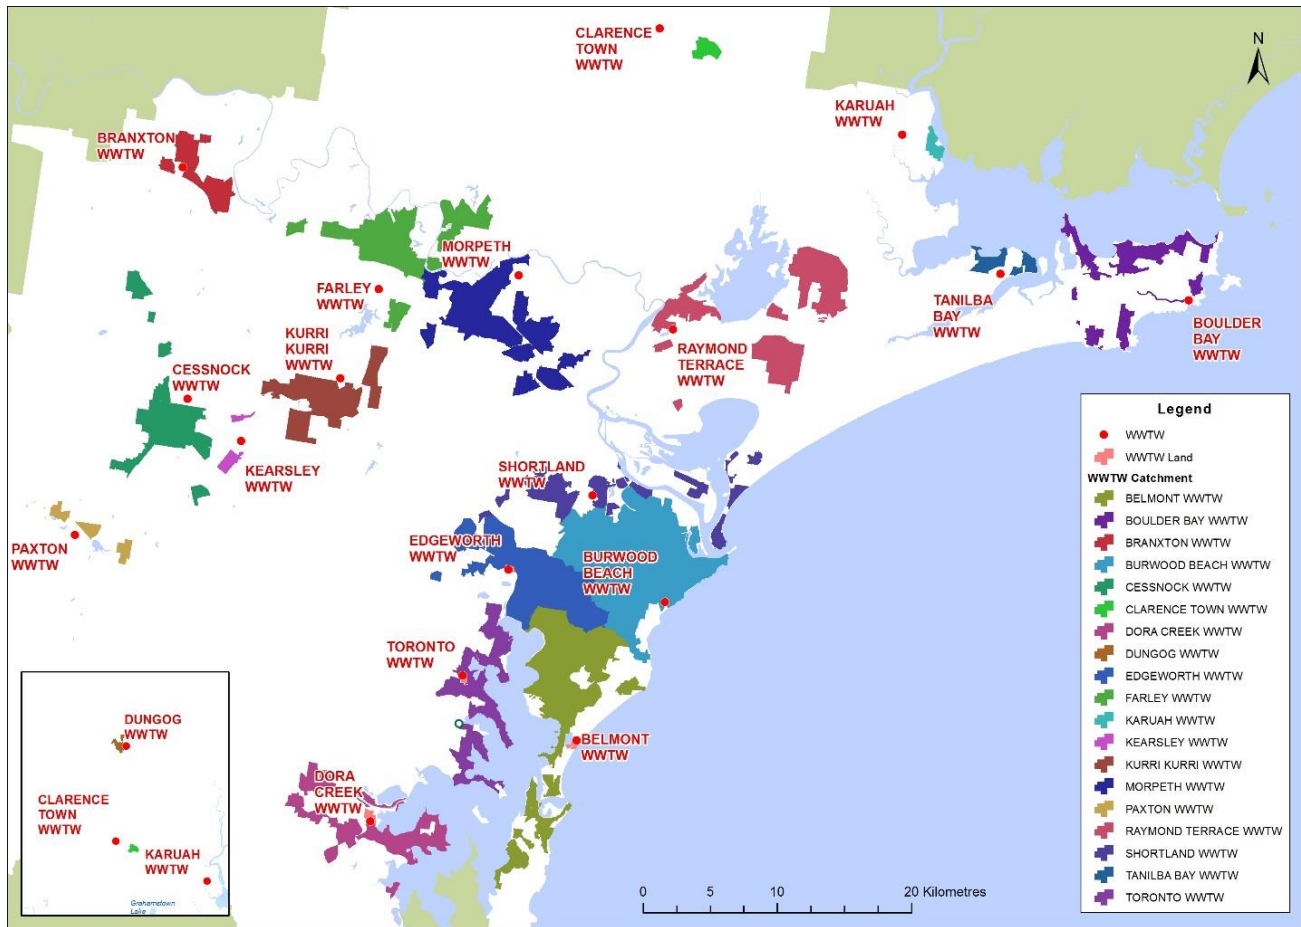 CLARENCE
TOWN
WWTW
N
KARUAH
WWTW
BRANXTON
WWTW
MORPETH
WWTW
FARLEY
WWTW
TANILBA
BAY
WWTW
BOULDER
BAY
WWTW
KURRI
KURRI
WWTW
RAYMOND
TERRACE
WWTW
CESSNOCK
WWTW
KEARSLEY
WWTW
SHORTLAND
WWTW
PAXTON
WWTW
EDGEWORTH
WWTW
BURWOOD
BEACH
WWTW
TORONTO
WWTW
BELMONT
WWTW
DORA
CREEK
WWTW
DUNGOG
WWTW
CLARENCE
TOWN
WWTW
KARUAH
WWTW
Grahamstown
Lake
0 5 10 20 Kilometres
Legend
WWTW
WWTW Land
WWTW Catchment
BELMONT WWTW
BOULDER BAY WWTW
BRANXTON WWTW
BURWOOD BEACH WWTW
CESSNOCK WWTW
CLARENCE TOWN WWTW
DORA CREEK WWTW
DUNGOG WWTW
EDGEWORTH WWTW
FARLEY WWTW
KARUAH WWTW
KEARSLEY WWTW
KURRI KURRI WWTW
MORPETH WWTW
PAXTON WWTW
RAYMOND TERRACE WWTW
SHORTLAND WWTW
TANILBA BAY WWTW
TORONTO WWTW